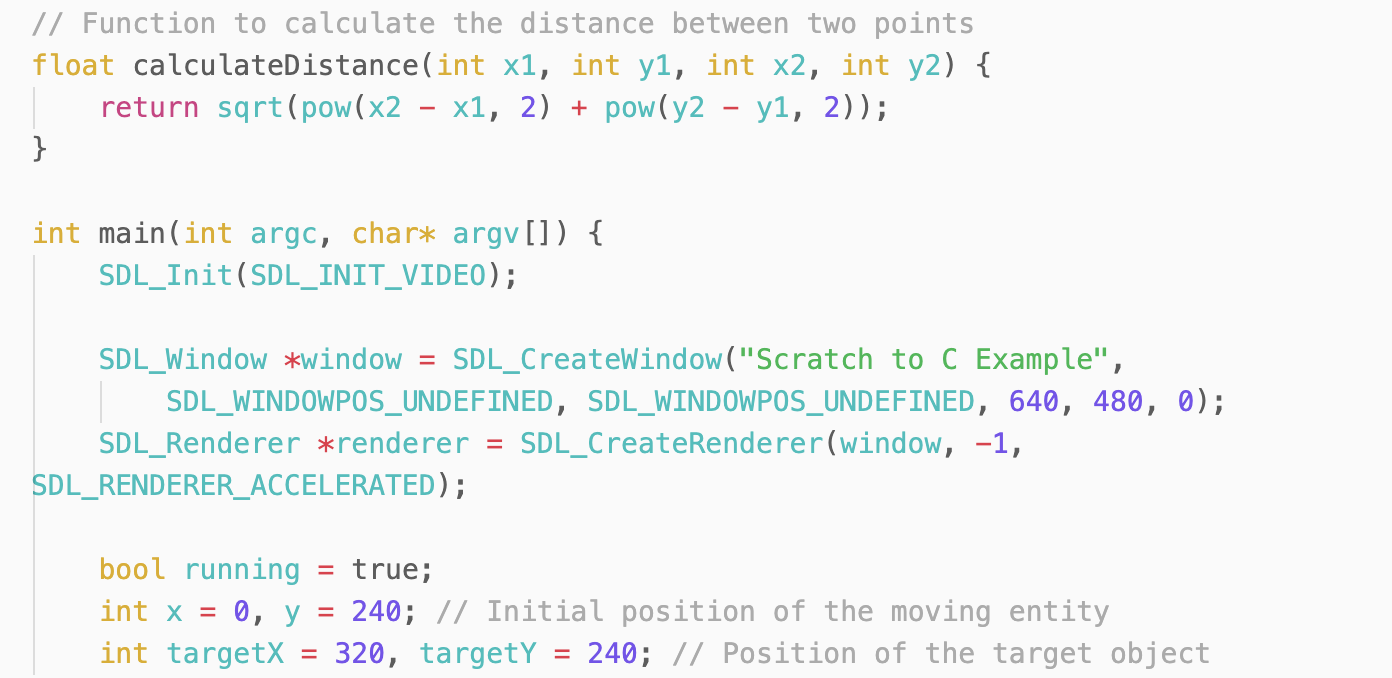 // Function to calculate the distance between two points
float calculateDistance(int x1, int y1, int x2, int y2) {
    return sqrt(pow(x2 - x1, 2) + pow(y2 - y1, 2));
}

int main(int argc, char* argv[]) {
    SDL_Init(SDL_INIT_VIDEO);

    SDL_Window *window = SDL_CreateWindow("Scratch to C Example",
        SDL_WINDOWPOS_UNDEFINED, SDL_WINDOWPOS_UNDEFINED, 640, 480, 0);
    SDL_Renderer *renderer = SDL_CreateRenderer(window, -1,
SDL_RENDERER_ACCELERATED);

    bool running = true;
    int x = 0, y = 240; // Initial position of the moving entity
    int targetX = 320, targetY = 240; // Position of the target object